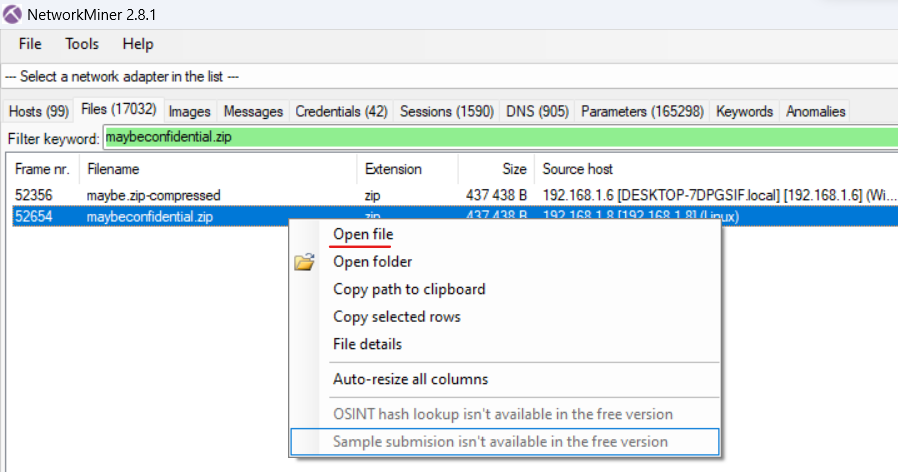 NetworkMiner 2.8.1
File Tools Help
--- Select a network adapter in the list ---
Hosts (99) Files (17032) Images Messages Credentials (42) Sessions (1590) DNS (905) Parameters (165298) Keywords Anomalies
Filter keyword: maybeconfidential.zip
Frame nr. Filename Extension Size Source host
52356 maybe.zip-compressed zip 437 438 B 192.168.1.6 [DESKTOP-7DPGSIF.local] [192.168.1.6] (Wi...
52654 maybeconfidential.zip zip 437 438 B 192.168.1.8 [192.168.1.8] (Linux)
Open file
Open folder
Copy path to clipboard
Copy selected rows
File details
Auto-resize all columns
OSINT hash lookup isn't available in the free version
Sample submision isn't available in the free version